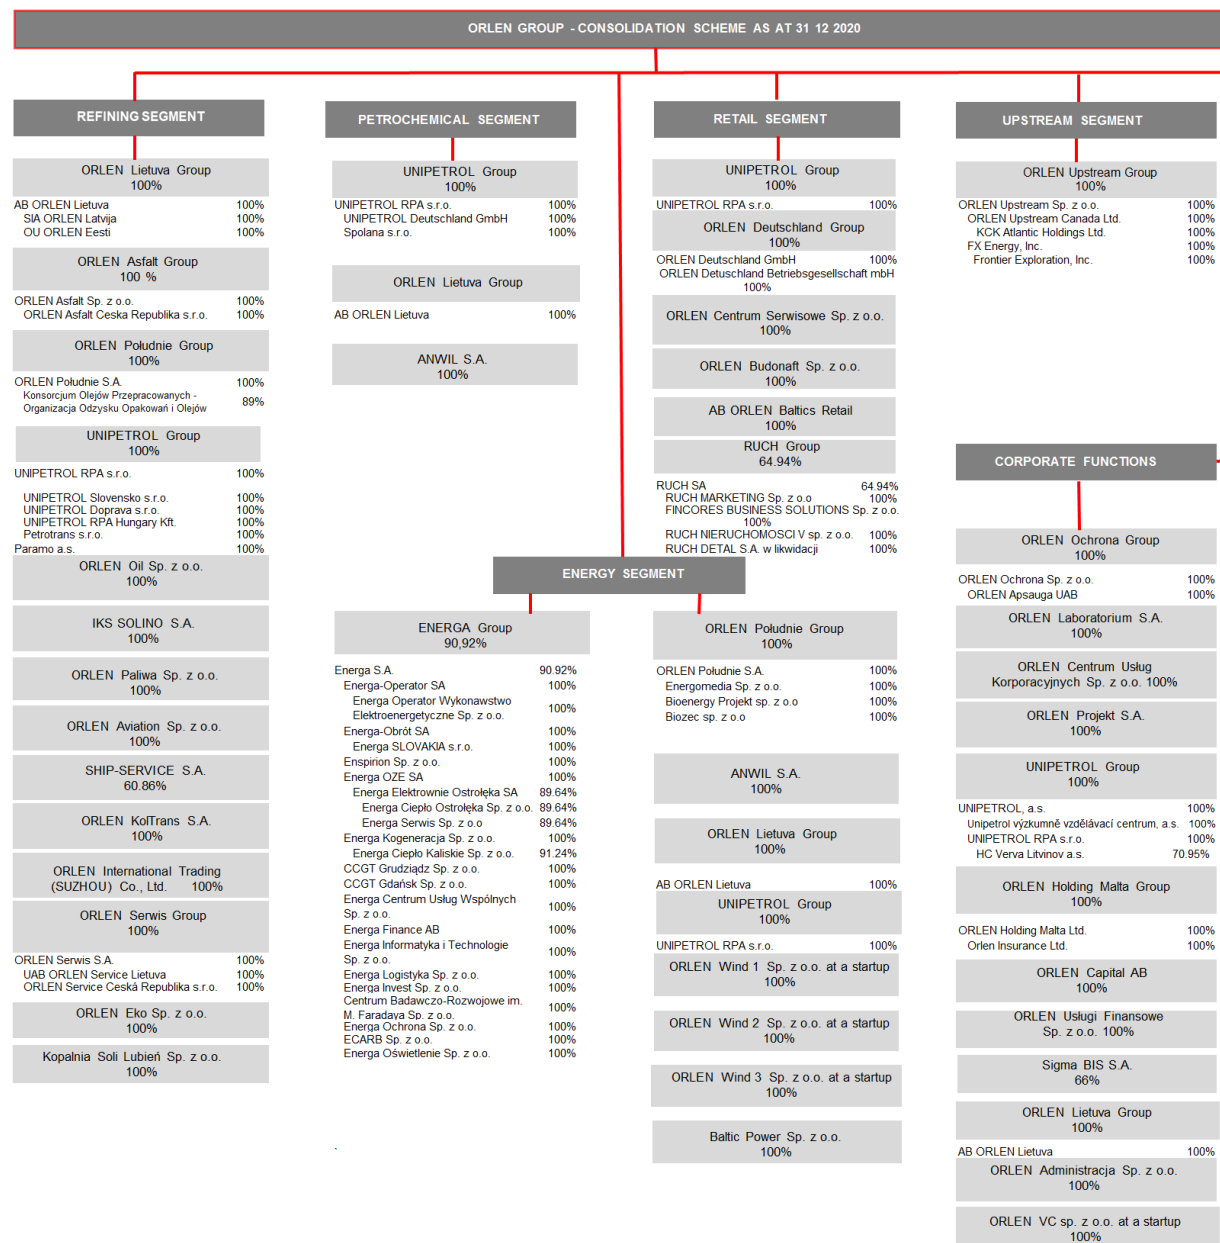 ORLEN GROUP - CONSOLIDATION SCHEME AS AT 31 12 2020
REFINING SEGMENT
ORLEN Lietuva Group
100%
AB ORLEN Lietuva 100%
SIA ORLEN Latvija 100%
OU ORLEN Eesti 100%
ORLEN Asfalt Group
100 %
ORLEN Asfalt Sp. z o.o. 100%
ORLEN Asfalt Ceska Republika s.r.o. 100%
ORLEN Południe Group
100%
ORLEN Południe S.A. 100%
Konsorcjum Olejów Przepracowanych -
Organizacja Odzysku Opakowań i Olejów 89%
UNIPETROL Group
100%
UNIPETROL RPA s.r.o. 100%
UNIPETROL Slovensko s.r.o. 100%
UNIPETROL Doprava s.r.o. 100%
UNIPETROL RPA Hungary Kft. 100%
Petrotrans s.r.o. 100%
Paramo a.s. 100%
ORLEN Oil Sp. z o.o.
100%
IKS SOLINO S.A.
100%
ORLEN Paliwa Sp. z o.o.
100%
ORLEN Aviation Sp. z o.o.
100%
SHIP-SERVICE S.A.
60.86%
ORLEN KolTrans S.A.
100%
ORLEN International Trading
(SUZHOU) Co., Ltd. 100%
ORLEN Serwis Group
100%
ORLEN Serwis S.A. 100%
UAB ORLEN Service Lietuva 100%
ORLEN Service Ceská Republika s.r.o. 100%
ORLEN Eko Sp. z o.o.
100%
Kopalnia Soli Lubień Sp. z o.o.
100%
PETROCHEMICAL SEGMENT
UNIPETROL Group
100%
UNIPETROL RPA s.r.o. 100%
UNIPETROL Deutschland GmbH 100%
Spolana s.r.o. 100%
ORLEN Lietuva Group
AB ORLEN Lietuva 100%
ANWIL S.A.
100%
RETAIL SEGMENT
UNIPETROL Group
100%
UNIPETROL RPA s.r.o. 100%
ORLEN Deutschland Group
100%
ORLEN Deutschland GmbH 100%
ORLEN Detuschland Betriebsgesellschaft mbH
100%
ORLEN Centrum Serwisowe Sp. z o.o.
100%
ORLEN Budonaft Sp. z o.o.
100%
AB ORLEN Baltics Retail
100%
RUCH Group
64.94%
RUCH SA 64.94%
RUCH MARKETING Sp. z o.o 100%
FINCORES BUSINESS SOLUTIONS Sp. z o.o.
100%
RUCH NIERUCHOMOSCI V sp. z o.o. 100%
RUCH DETAL S.A. w likwidacji 100%
UPSTREAM SEGMENT
ORLEN Upstream Group
100%
ORLEN Upstream Sp. z o.o. 100%
ORLEN Upstream Canada Ltd. 100%
KCK Atlantic Holdings Ltd. 100%
FX Energy, Inc. 100%
Frontier Exploration, Inc. 100%
ENERGY SEGMENT
ENERGA Group
90,92%
Energa S.A. 90.92%
Energa-Operator SA 100%
Energa Operator Wykonawstwo
Elektroenergetyczne Sp. z o.o. 100%
Energa-Obrót SA 100%
Energa SLOVAKIA s.r.o. 100%
Enspirion Sp. z o.o. 100%
Energa OZE SA 100%
Energa Elektrownie Ostrołęka SA 89.64%
Energa Ciepło Ostrołęka Sp. z o.o. 89.64%
Energa Serwis Sp. z o.o 89.64%
Energa Kogeneracja Sp. z o.o. 100%
Energa Ciepło Kaliskie Sp. z o.o. 91.24%
CCGT Grudziądz Sp. z o.o. 100%
CCGT Gdańsk Sp. z o.o. 100%
Energa Centrum Usług Wspólnych
Sp. z o.o. 100%
Energa Finance AB 100%
Energa Informatyka i Technologie
Sp. z o.o. 100%
Energa Logistyka Sp. z o.o. 100%
Energa Invest Sp. z o.o. 100%
Centrum Badawczo-Rozwojowe im.
M. Faradaya Sp. z o.o. 100%
Energa Ochrona Sp. z o.o. 100%
ECARB Sp. z o.o. 100%
Energa Oświetlenie Sp. z o.o. 100%
ORLEN Południe Group
100%
ORLEN Południe S.A. 100%
Energomedia Sp. z o.o. 100%
Bioenergy Projekt sp. z o.o 100%
Biozec sp. z o.o 100%
ANWIL S.A.
100%
ORLEN Lietuva Group
100%
AB ORLEN Lietuva 100%
UNIPETROL Group
100%
UNIPETROL RPA s.r.o. 100%
ORLEN Wind 1 Sp. z o.o. at a startup
100%
ORLEN Wind 2 Sp. z o.o. at a startup
100%
ORLEN Wind 3 Sp. z o.o. at a startup
100%
Baltic Power Sp. z o.o.
100%
CORPORATE FUNCTIONS
ORLEN Ochrona Group
100%
ORLEN Ochrona Sp. z o.o. 100%
ORLEN Apsauga UAB 100%
ORLEN Laboratorium S.A.
100%
ORLEN Centrum Usług
Korporacyjnych Sp. z o.o. 100%
ORLEN Projekt S.A.
100%
UNIPETROL Group
100%
UNIPETROL, a.s. 100%
Unipetrol výzkumně vzdělávací centrum, a.s. 100%
UNIPETROL RPA s.r.o. 100%
HC Verva Litvinov a.s. 70.95%
ORLEN Holding Malta Group
100%
ORLEN Holding Malta Ltd. 100%
Orlen Insurance Ltd. 100%
ORLEN Capital AB
100%
ORLEN Usługi Finansowe
Sp. z o.o. 100%
Sigma BIS S.A.
66%
ORLEN Lietuva Group
100%
AB ORLEN Lietuva 100%
ORLEN Administracja Sp. z o.o.
100%
ORLEN VC sp. z o.o. at a startup
100%